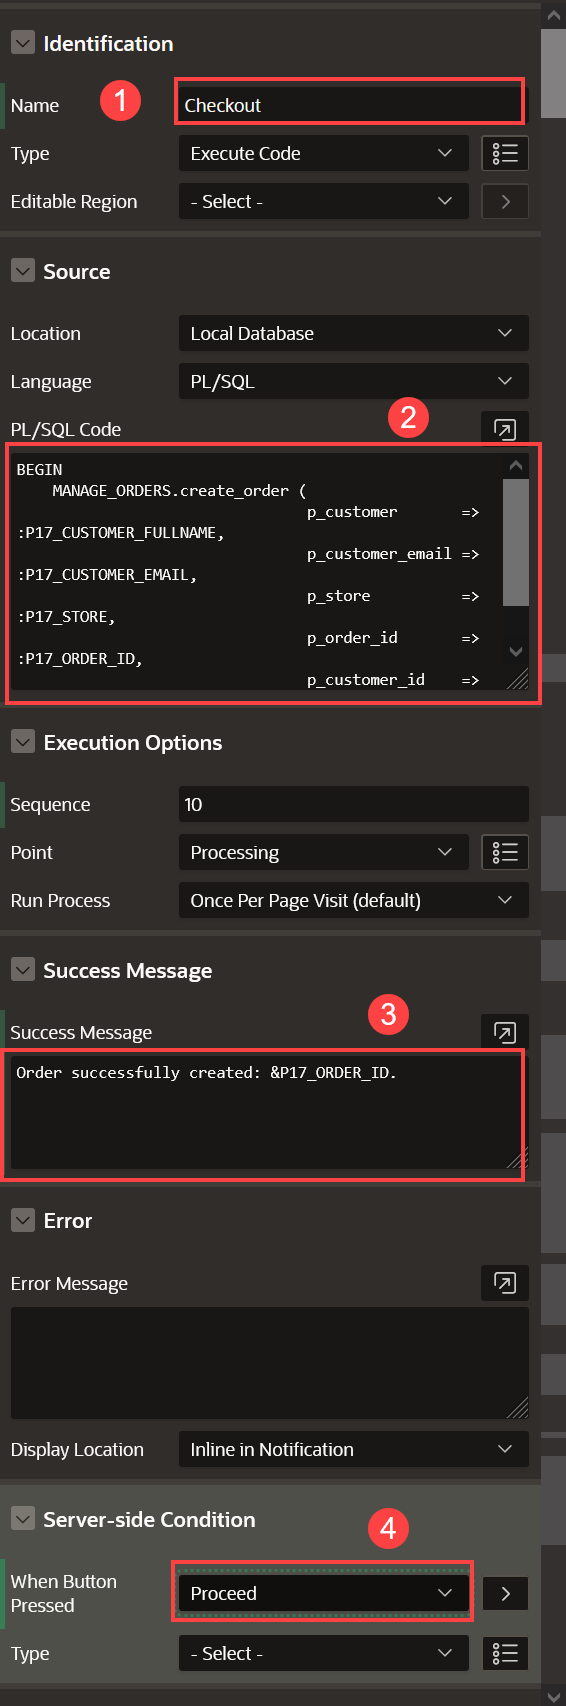 Identification
Name 1 Checkout
Type Execute Code
Editable Region - Select -
Source
Location Local Database
Language PL/SQL
PL/SQL Code 2
BEGIN
MANAGE_ORDERS.create_order (
p_customer =>
:P17_CUSTOMER_FULLNAME,
p_customer_email =>
:P17_CUSTOMER_EMAIL,
p_store =>
:P17_STORE,
p_order_id =>
:P17_ORDER_ID,
p_customer_id =>
Execution Options
Sequence 10
Point Processing
Run Process Once Per Page Visit (default)
Success Message
3
Success Message
Order successfully created: &P17_ORDER_ID.
Error
Error Message
Display Location Inline in Notification
Server-side Condition 4
When Button
Pressed Proceed
Type - Select -